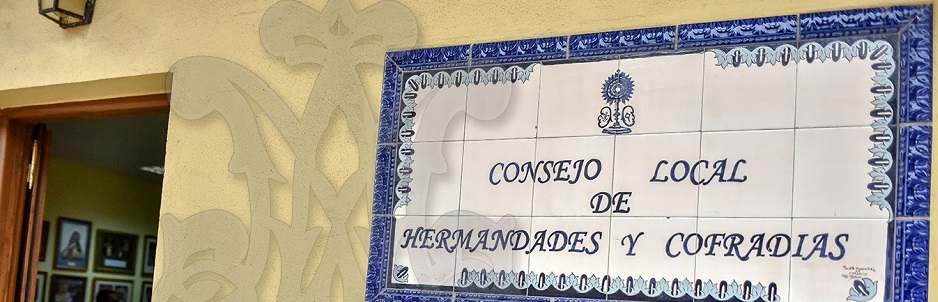 CONSEJO LOCAL
DE
HERMANDADES Y COFRADIAS